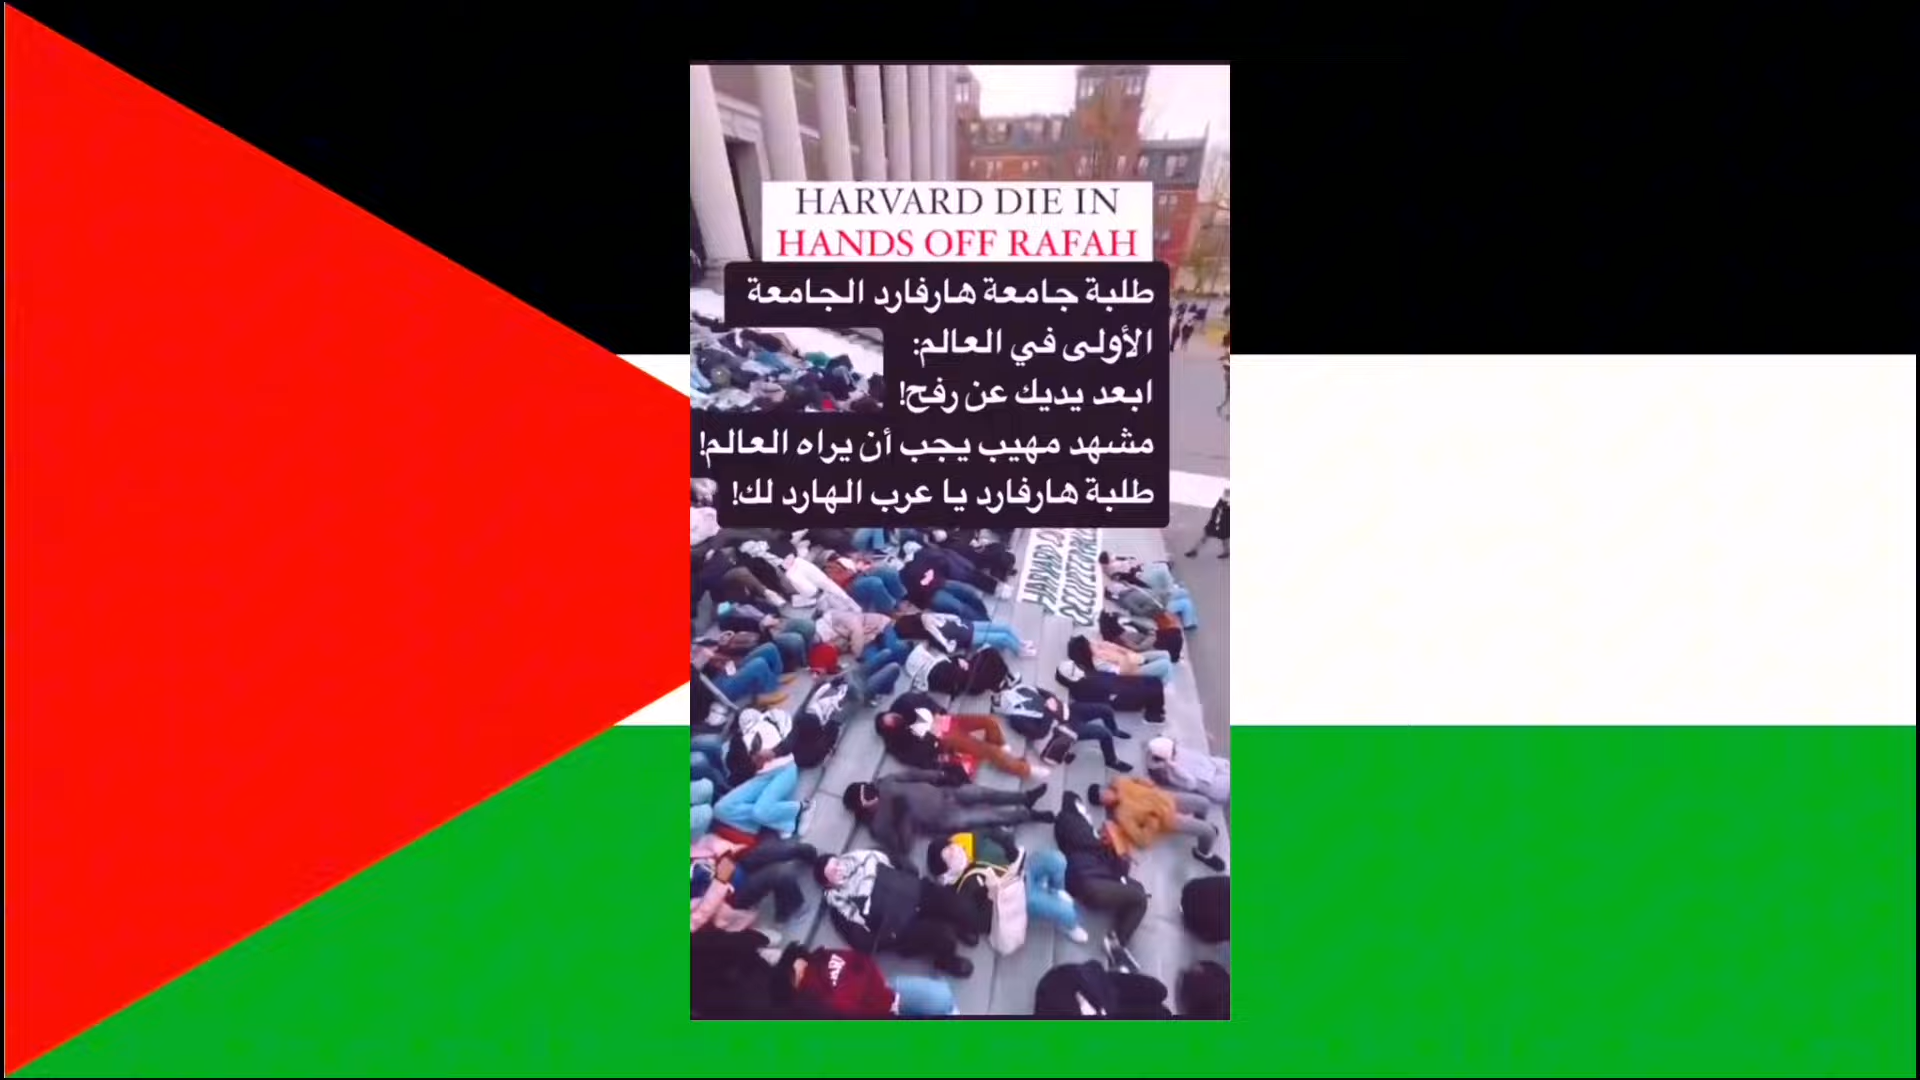 HARVARD DIE IN
HANDS OFF RAFAH
طلبة جامعة هارفارد الجامعة
الأولى في العالم:
ابعد يديك عن رفح!
مشهد مهيب يجب أن يراه العالم!
طلبة هارفارد يا عرب الهارد لك!
HARVARD